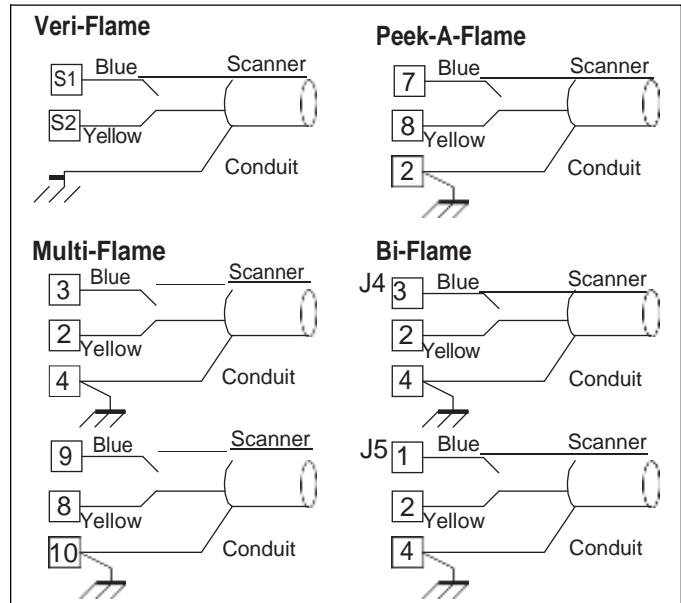 Veri-Flame
S1 Blue Scanner
S2 Yellow
Conduit
Peek-A-Flame
7 Blue Scanner
8 Yellow
2 Conduit
Multi-Flame
3 Blue Scanner
2 Yellow
4 Conduit
9 Blue Scanner
8 Yellow
10 Conduit
Bi-Flame
J4 3 Blue Scanner
2 Yellow
4 Conduit
J5 1 Blue Scanner
2 Yellow
4 Conduit